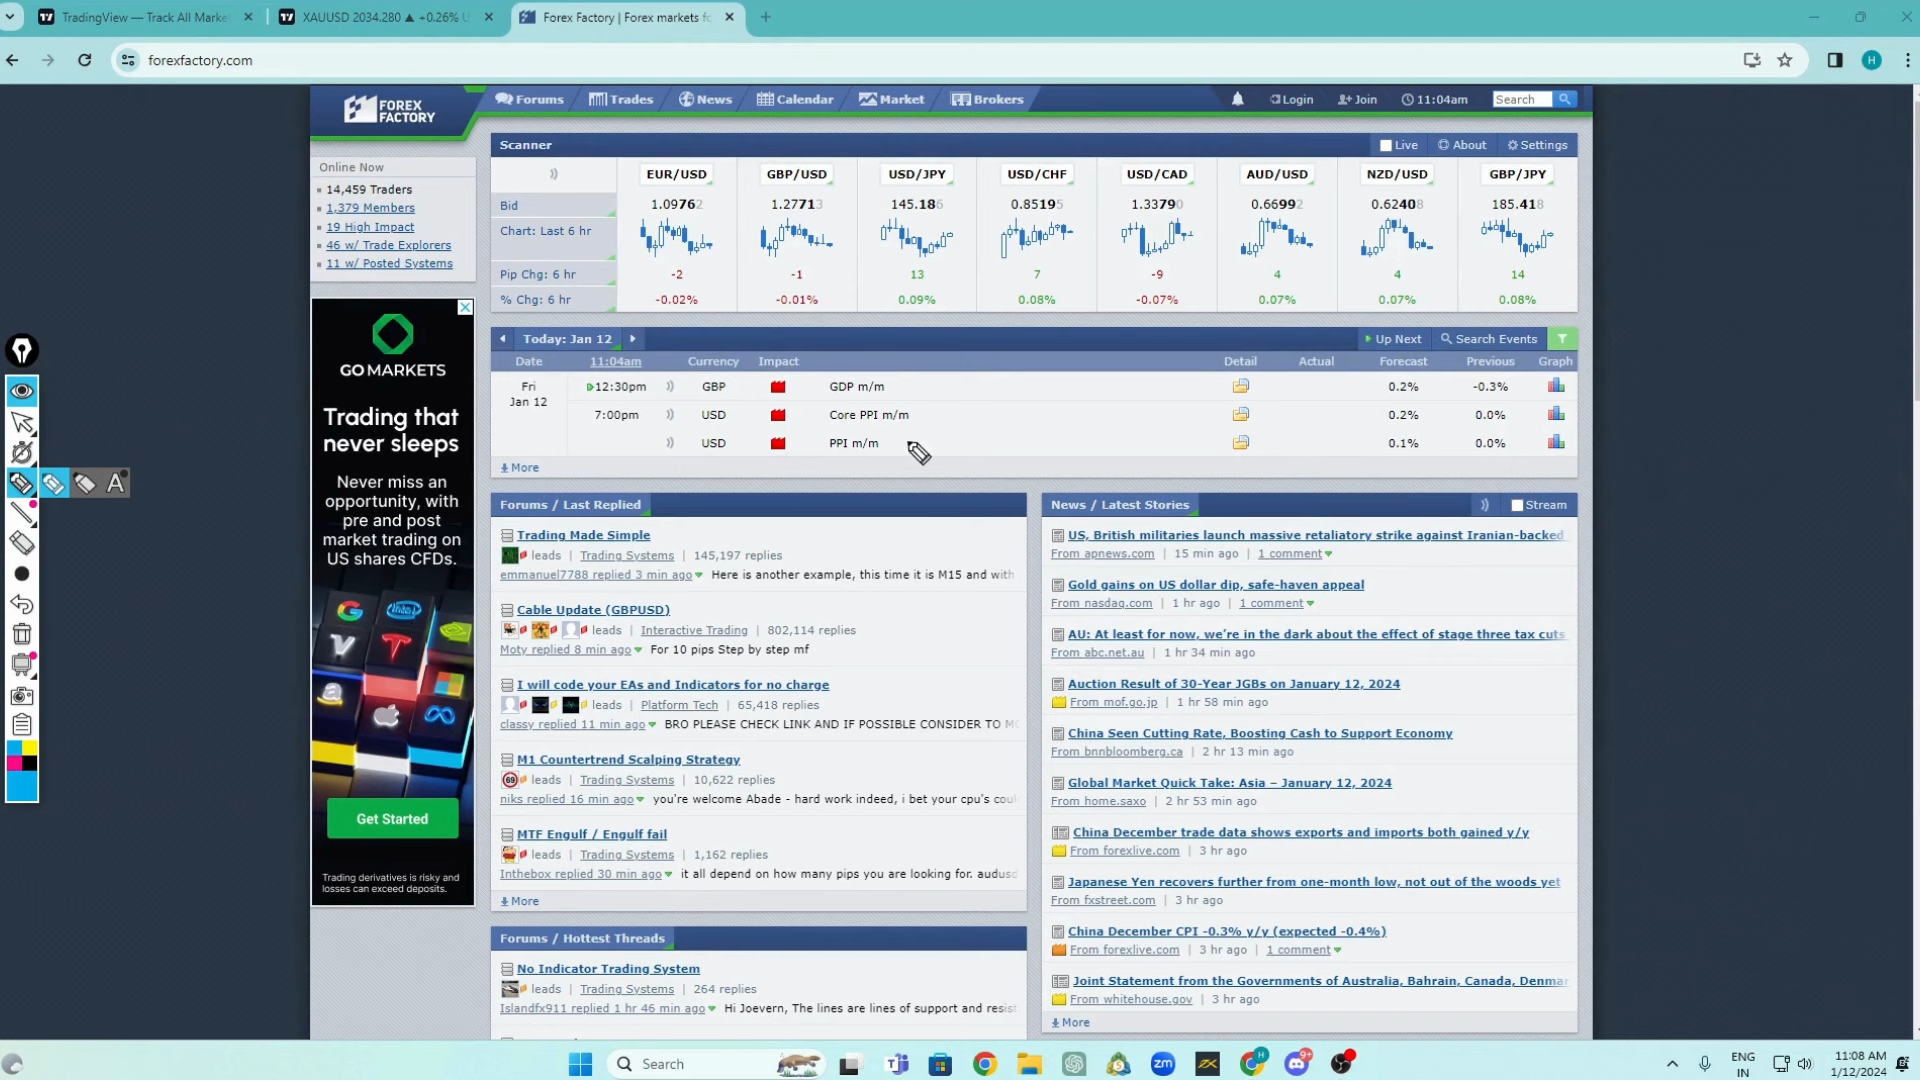 TradingView — Track All Marke
XAUUSD 2034.280 ▲ +0.26% U
Forex Factory | Forex markets fo
forexfactory.com
H
FOREX FACTORY
Forums
Trades
News
Calendar
Market
Brokers
Login
Join
11:04am
Search
Online Now
14,459 Traders
1,379 Members
19 High Impact
46 w/ Trade Explorers
11 w/ Posted Systems
Scanner
Live
About
Settings
EUR/USD GBP/USD USD/JPY USD/CHF USD/CAD AUD/USD NZD/USD GBP/JPY
Bid 1.09762 1.27713 145.186 0.85195 1.33790 0.66992 0.62408 185.418
Chart: Last 6 hr
Pip Chg: 6 hr -2 -1 13 7 -9 4 4 14
% Chg: 6 hr -0.02% -0.01% 0.09% 0.08% -0.07% 0.07% 0.07% 0.08%
Today: Jan 12
Up Next
Search Events
Date 11:04am Currency Impact Detail Actual Forecast Previous Graph
Fri Jan 12 12:30pm GBP GDP m/m 0.2% -0.3%
7:00pm USD Core PPI m/m 0.2% 0.0%
USD PPI m/m 0.1% 0.0%
More
GO MARKETS
Trading that
never sleeps
Never miss an
opportunity, with
pre and post
market trading on
US shares CFDs.
G
intel
Get Started
Trading derivatives is risky and
losses can exceed deposits.
A
Forums / Last Replied
Trading Made Simple
leads | Trading Systems | 145,197 replies
emmanuel7788 replied 3 min ago Here is another example, this time it is M15 and with
Cable Update (GBPUSD)
leads | Interactive Trading | 802,114 replies
Moty replied 8 min ago For 10 pips Step by step mf
I will code your EAs and Indicators for no charge
leads | Platform Tech | 65,418 replies
classy replied 11 min ago BRO PLEASE CHECK LINK AND IF POSSIBLE CONSIDER TO M
M1 Countertrend Scalping Strategy
69 leads | Trading Systems | 10,622 replies
niks replied 16 min ago you're welcome Abade - hard work indeed, i bet your cpu's cou
MTF Engulf / Engulf fail
leads | Trading Systems | 1,162 replies
Inthebox replied 30 min ago it all depend on how many pips you are looking for. audusd
More
Forums / Hottest Threads
No Indicator Trading System
leads | Trading Systems | 264 replies
Islandfx911 replied 1 hr 46 min ago Hi Joevern, The lines are lines of support and resis
News / Latest Stories
Stream
US, British militaries launch massive retaliatory strike against Iranian-backed
From apnews.com | 15 min ago | 1 comment
Gold gains on US dollar dip, safe-haven appeal
From nasdaq.com | 1 hr ago | 1 comment
AU: At least for now, we're in the dark about the effect of stage three tax cuts
From abc.net.au | 1 hr 34 min ago
Auction Result of 30-Year JGBs on January 12, 2024
From mof.go.jp | 1 hr 58 min ago
China Seen Cutting Rate, Boosting Cash to Support Economy
From bnnbloomberg.ca | 2 hr 13 min ago
Global Market Quick Take: Asia – January 12, 2024
From home.saxo | 2 hr 53 min ago
China December trade data shows exports and imports both gained y/y
From forexlive.com | 3 hr ago
Japanese Yen recovers further from one-month low, not out of the woods yet
From fxstreet.com | 3 hr ago
China December CPI -0.3% y/y (expected -0.4%)
From forexlive.com | 3 hr ago | 1 comment
Joint Statement from the Governments of Australia, Bahrain, Canada, Denmar
From whitehouse.gov | 3 hr ago
More
Search
zm
H
9+
ENG
IN
11:08 AM
1/12/2024